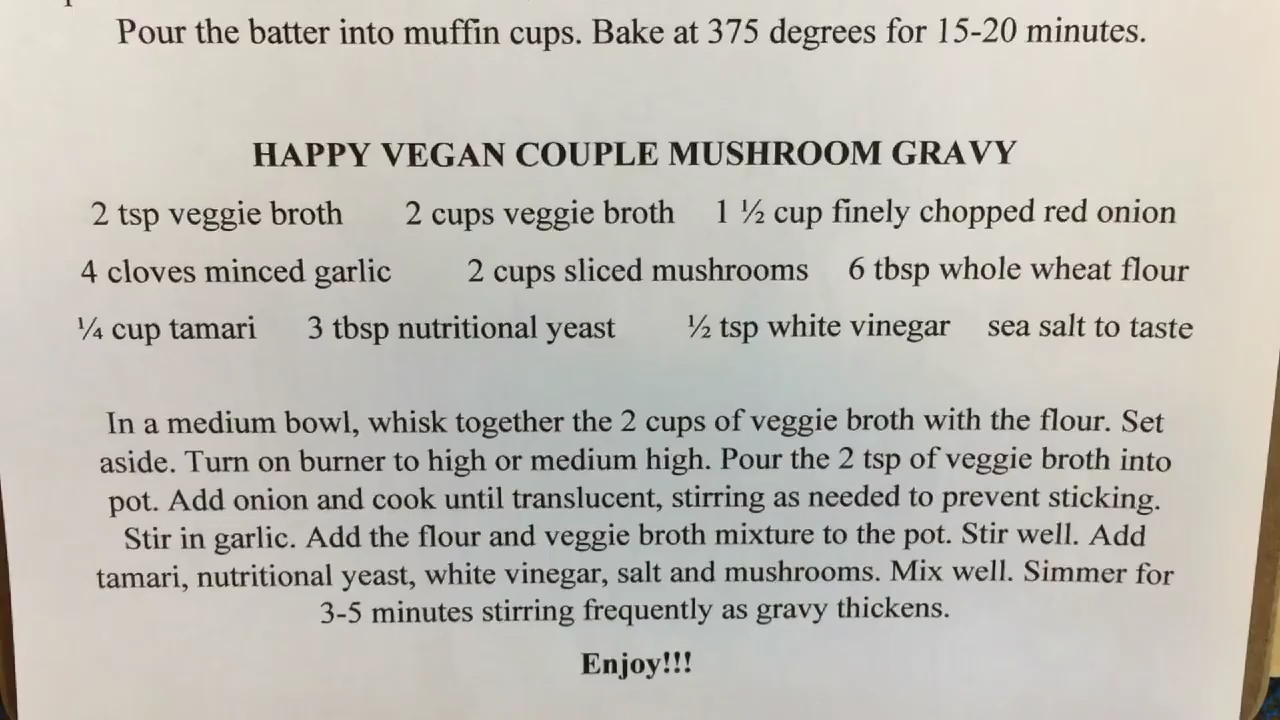 Pour the batter into muffin cups. Bake at 375 degrees for 15-20 minutes.
HAPPY VEGAN COUPLE MUSHROOM GRAVY
2 tsp veggie broth 2 cups veggie broth 1 ½ cup finely chopped red onion
4 cloves minced garlic 2 cups sliced mushrooms 6 tbsp whole wheat flour
¼ cup tamari 3 tbsp nutritional yeast ½ tsp white vinegar sea salt to taste
In a medium bowl, whisk together the 2 cups of veggie broth with the flour. Set
aside. Turn on burner to high or medium high. Pour the 2 tsp of veggie broth into
pot. Add onion and cook until translucent, stirring as needed to prevent sticking.
Stir in garlic. Add the flour and veggie broth mixture to the pot. Stir well. Add
tamari, nutritional yeast, white vinegar, salt and mushrooms. Mix well. Simmer for
3-5 minutes stirring frequently as gravy thickens.
Enjoy!!!